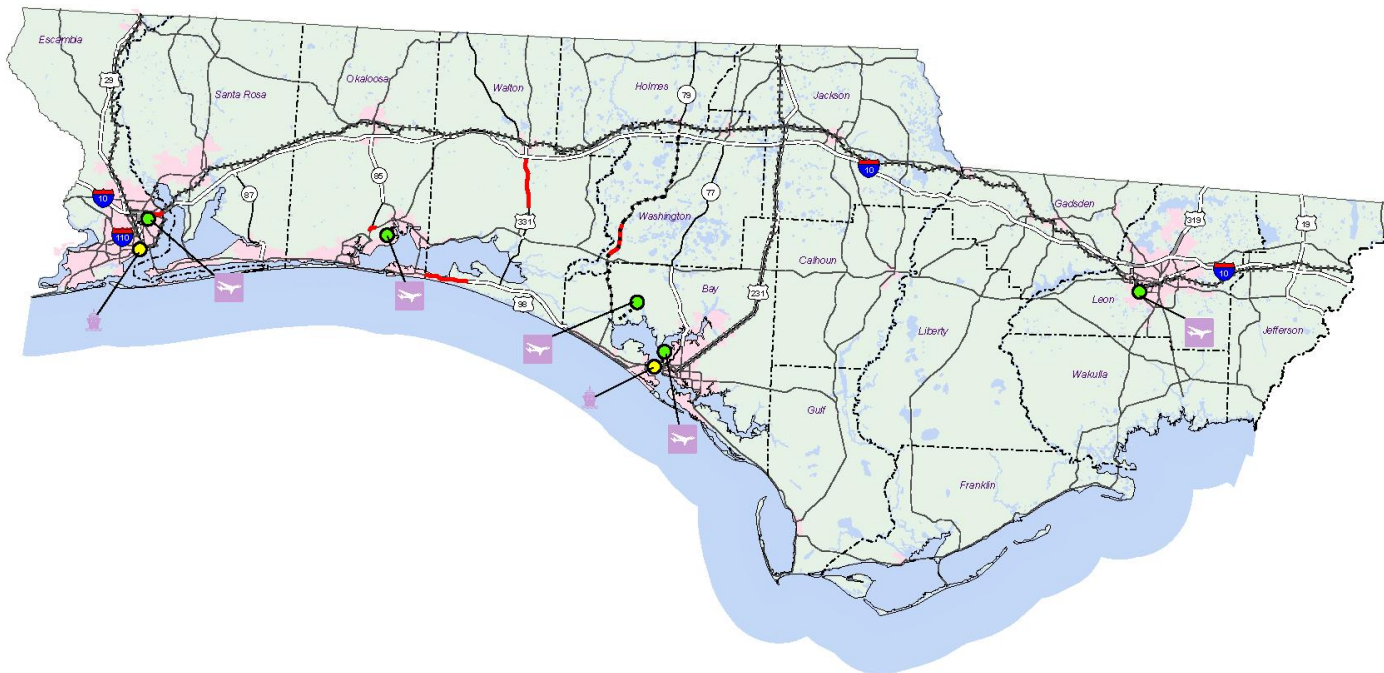 Escambia
Okaloosa
Walton
Holmes
Jackson
29
Santa Rosa
79
10
85
87
331
77
Washington
10
Gadsden
319
19
110
Calhoun
10
98
Bay
231
Leon
Liberty
Jefferson
Wakulla
Gulf
Franklin